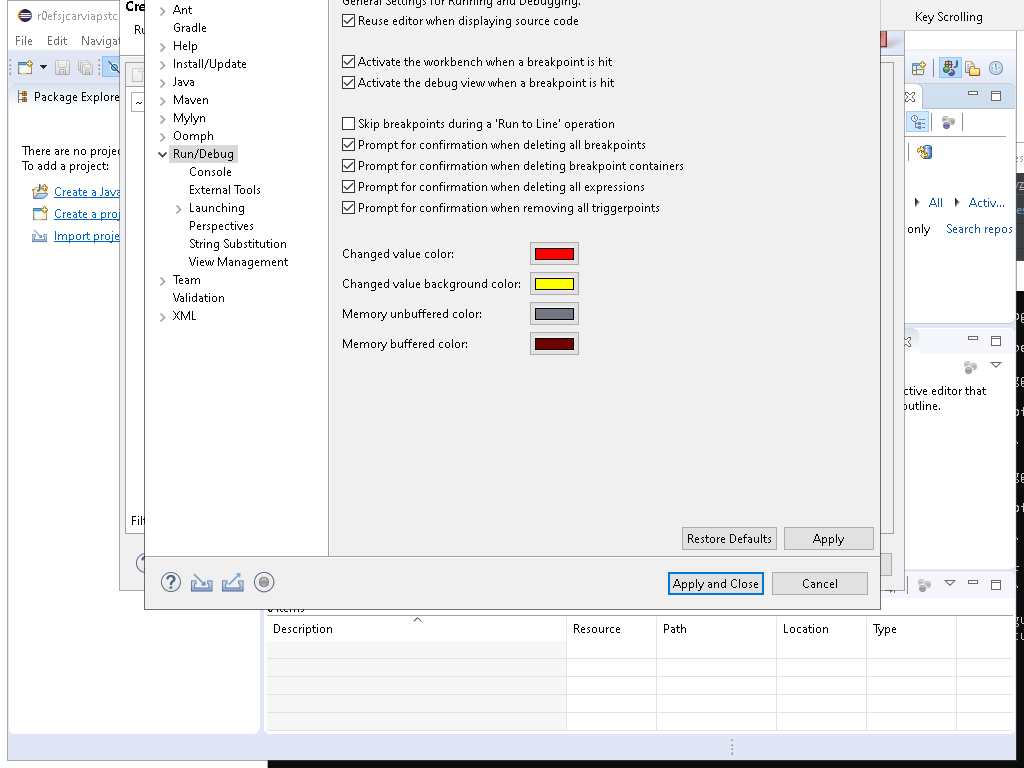 r0efsjcarviapstc
File Edit Navigat
Package Explore
There are no projec
To add a project:
Create a Java
Create a proj
Import proje
Cre
Ru
~
Filt
Ant
Gradle
Help
Install/Update
Java
Maven
Mylyn
Oomph
Run/Debug
Console
External Tools
Launching
Perspectives
String Substitution
View Management
Team
Validation
XML
General Settings for Running and Debugging.
Reuse editor when displaying source code
Activate the workbench when a breakpoint is hit
Activate the debug view when a breakpoint is hit
Skip breakpoints during a 'Run to Line' operation
Prompt for confirmation when deleting all breakpoints
Prompt for confirmation when deleting breakpoint containers
Prompt for confirmation when deleting all expressions
Prompt for confirmation when removing all triggerpoints
Changed value color:
Changed value background color:
Memory unbuffered color:
Memory buffered color:
Restore Defaults Apply
Apply and Close Cancel
Key Scrolling
All Activ...
only Search repos
ctive editor that
outline.
Description Resource Path Location Type